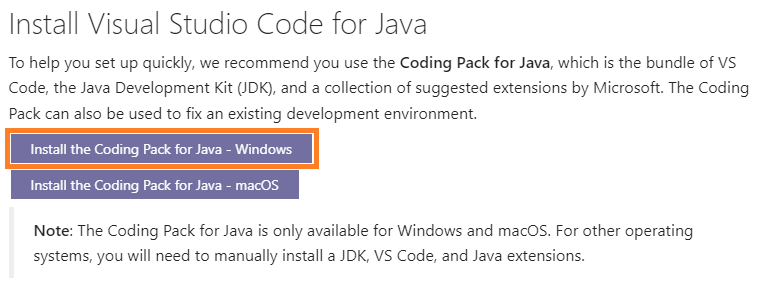 Install Visual Studio Code for Java
To help you set up quickly, we recommend you use the Coding Pack for Java, which is the bundle of VS
Code, the Java Development Kit (JDK), and a collection of suggested extensions by Microsoft. The Coding
Pack can also be used to fix an existing development environment.
Install the Coding Pack for Java - Windows
Install the Coding Pack for Java - macOS
Note: The Coding Pack for Java is only available for Windows and macOS. For other operating
systems, you will need to manually install a JDK, VS Code, and Java extensions.